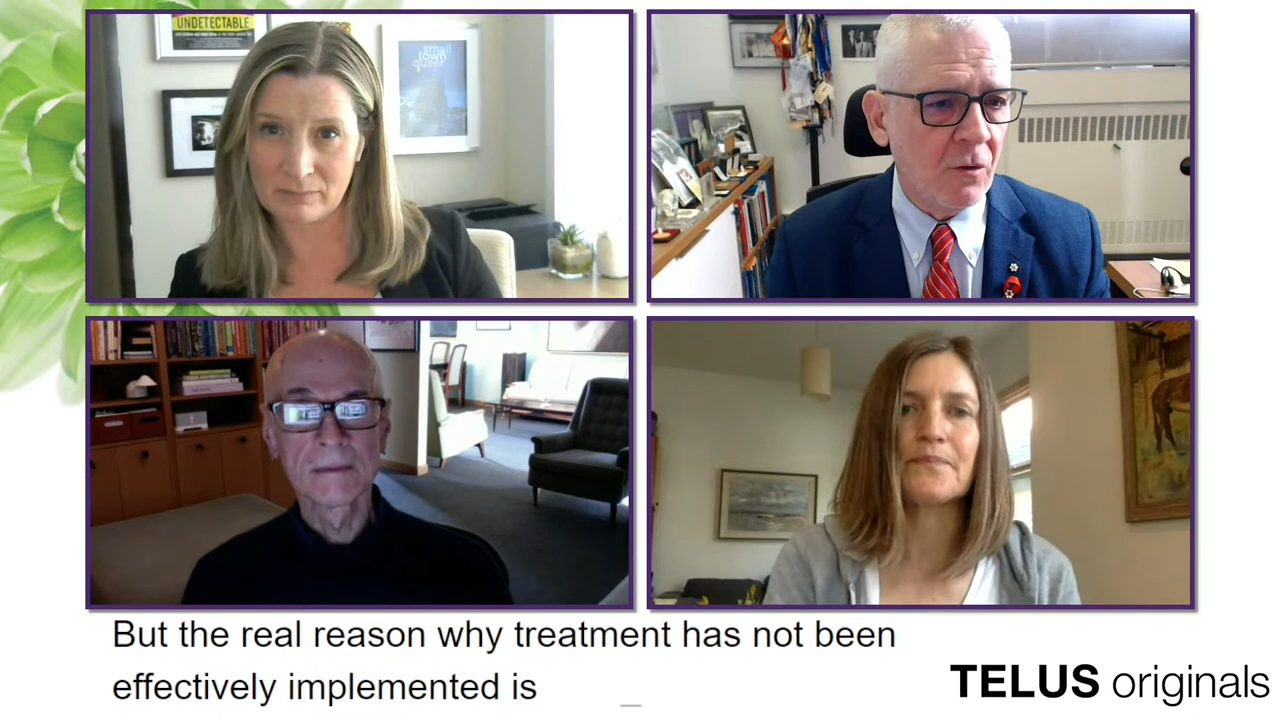 UNDETECTABLE
small
town
queer
But the real reason why treatment has not been
effectively implemented is
TELUS originals